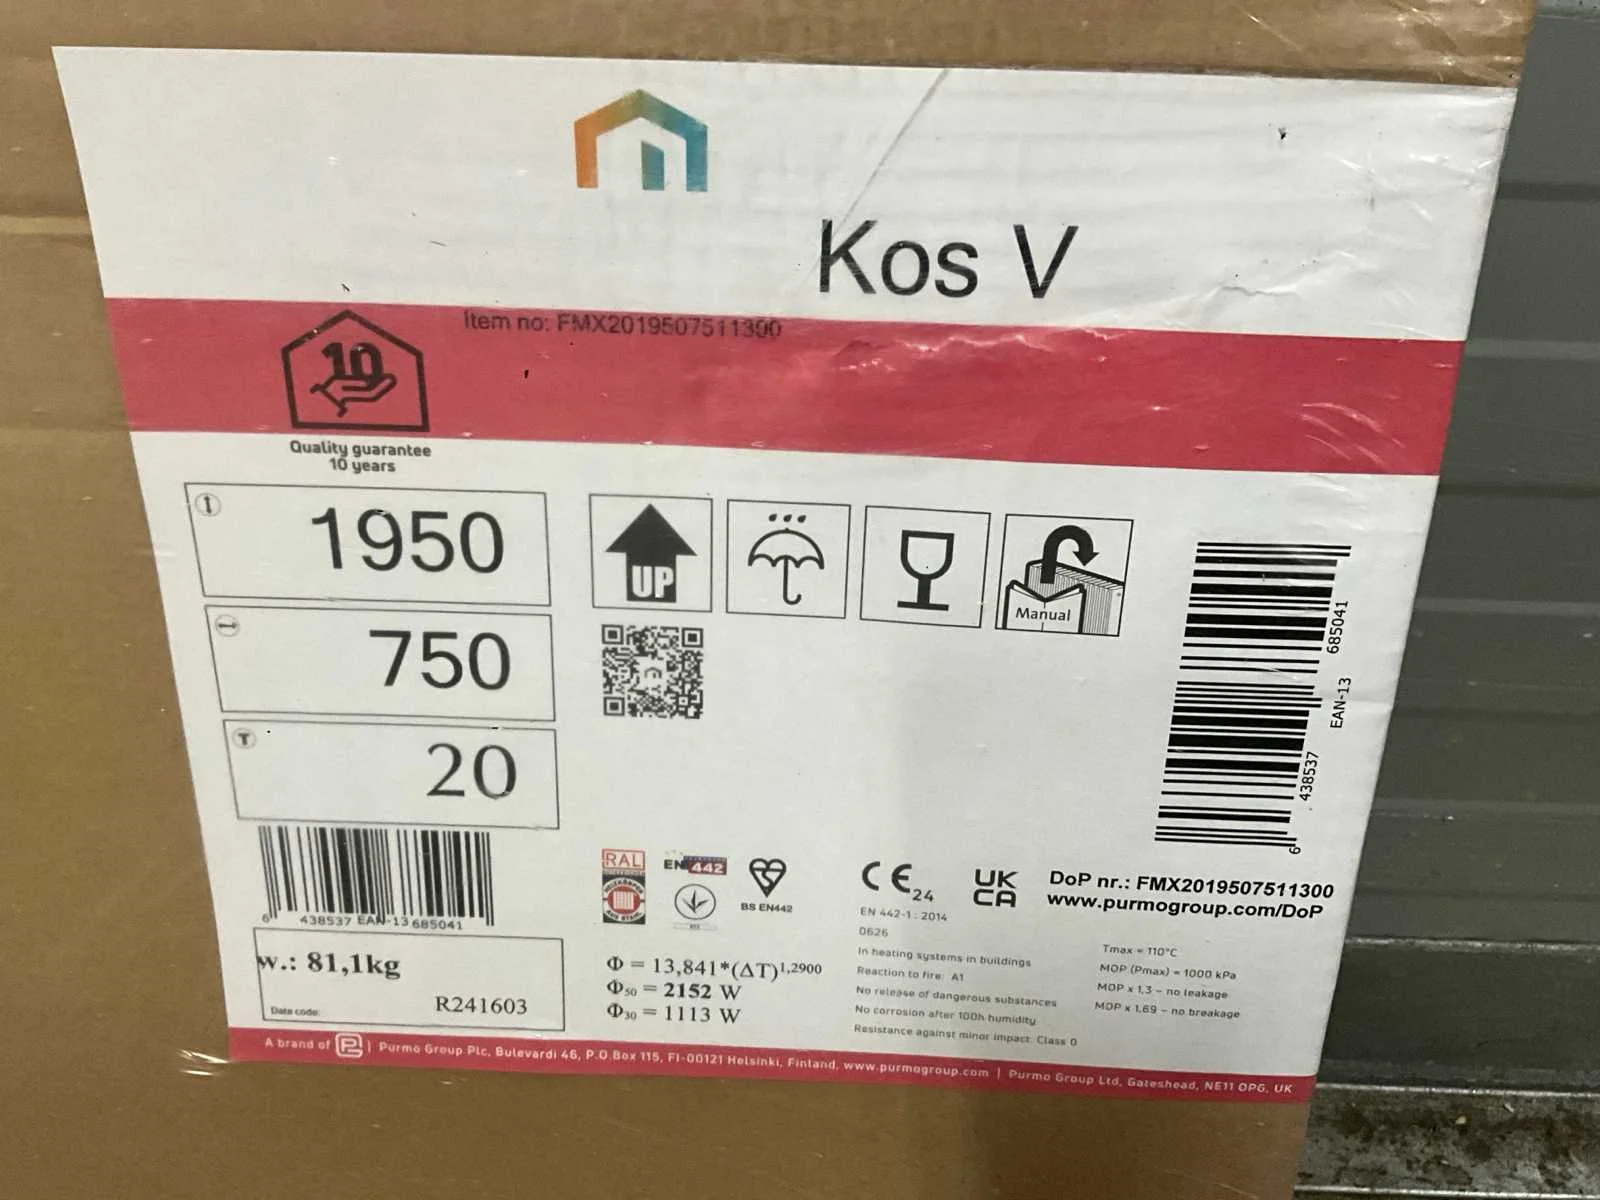 Kos V
Item no: FMX2019507511300
10
Quality guarantee
10 years
1950
750
T
20
UP
Manual
6 438537 EAN-13 685041
6 438537 EAN-13 685041
w.: 81,1kg
Date code:
R241603
RAL
EN 442
BS EN442
Φ = 13,841*(ΔT)1,2900
Φ50 = 2152 W
Φ30 = 1113 W
CE 24
EN 442-1 : 2014
0626
In heating systems in buildings
Reaction to fire: A1
No release of dangerous substances
No corrosion after 100h humidity
Resistance against minor impact: Class 0
UK
CA
DoP nr.: FMX2019507511300
www.purmogroup.com/DoP
Tmax = 110°C
MOP (Pmax) = 1000 kPa
MOP x 1,3 – no leakage
MOP x 1,69 – no breakage
A brand of | Purmo Group Plc, Bulevardi 46, P.O.Box 115, FI-00121 Helsinki, Finland, www.purmogroup.com | Purmo Group Ltd, Gateshead, NE11 0PG, UK